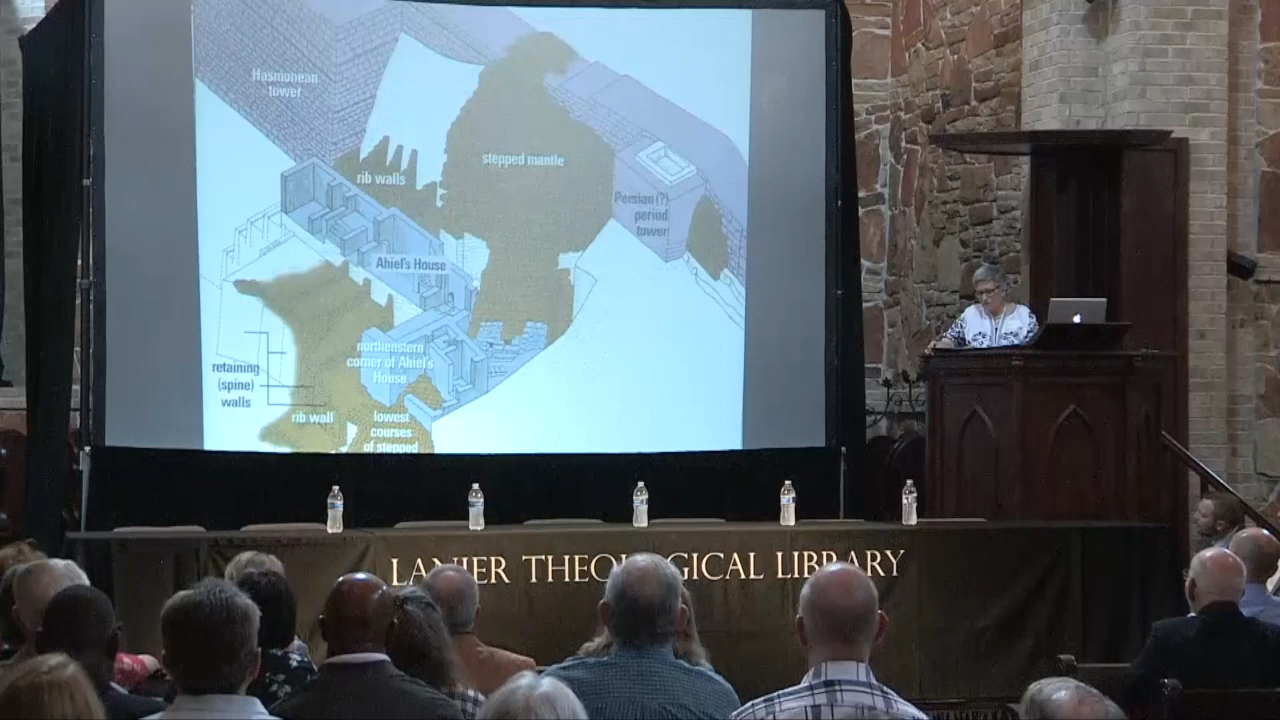 Hasmonean
tower
stepped mantle
rib walls
Persian (?)
period
tower
Ahiel's House
northeastern
corner of Ahiel's
House
retaining
(spine)
walls
rib wall
lowest
courses
of stepped
LANIER THEOLOGICAL LIBRARY